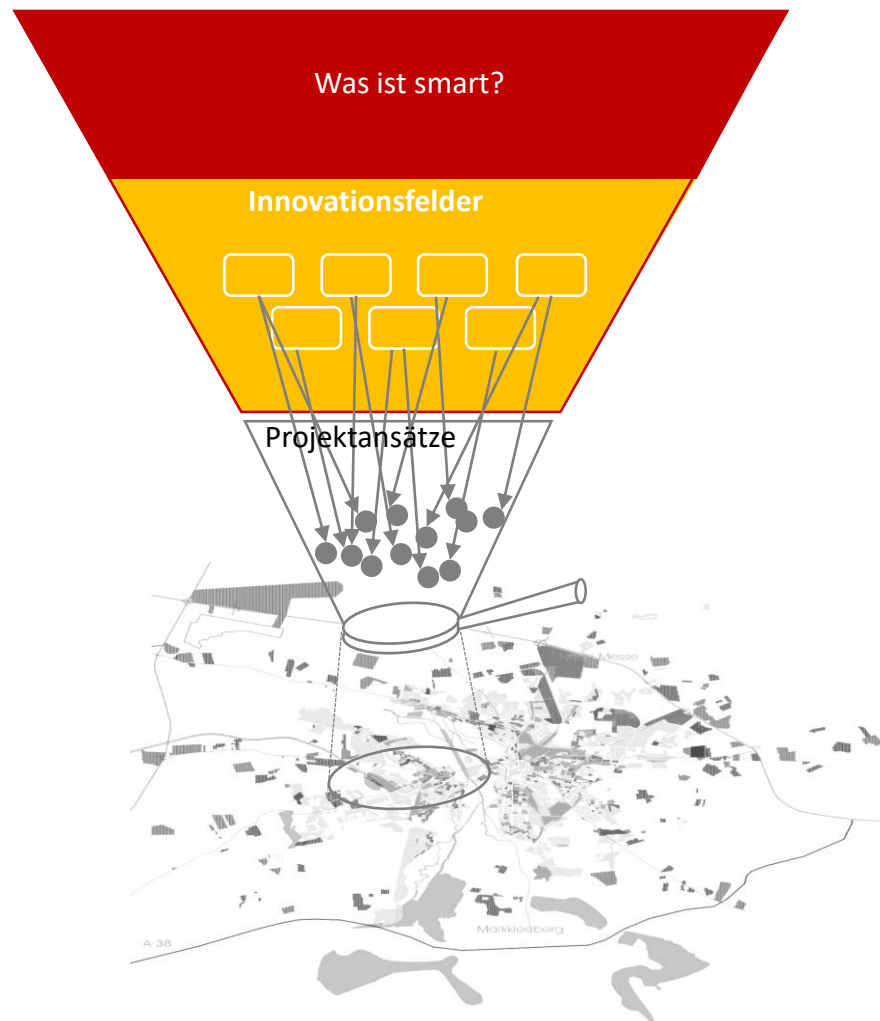 Was ist smart?
Innovationsfelder
Projektansätze
Messe
A 38
Markkleeberg